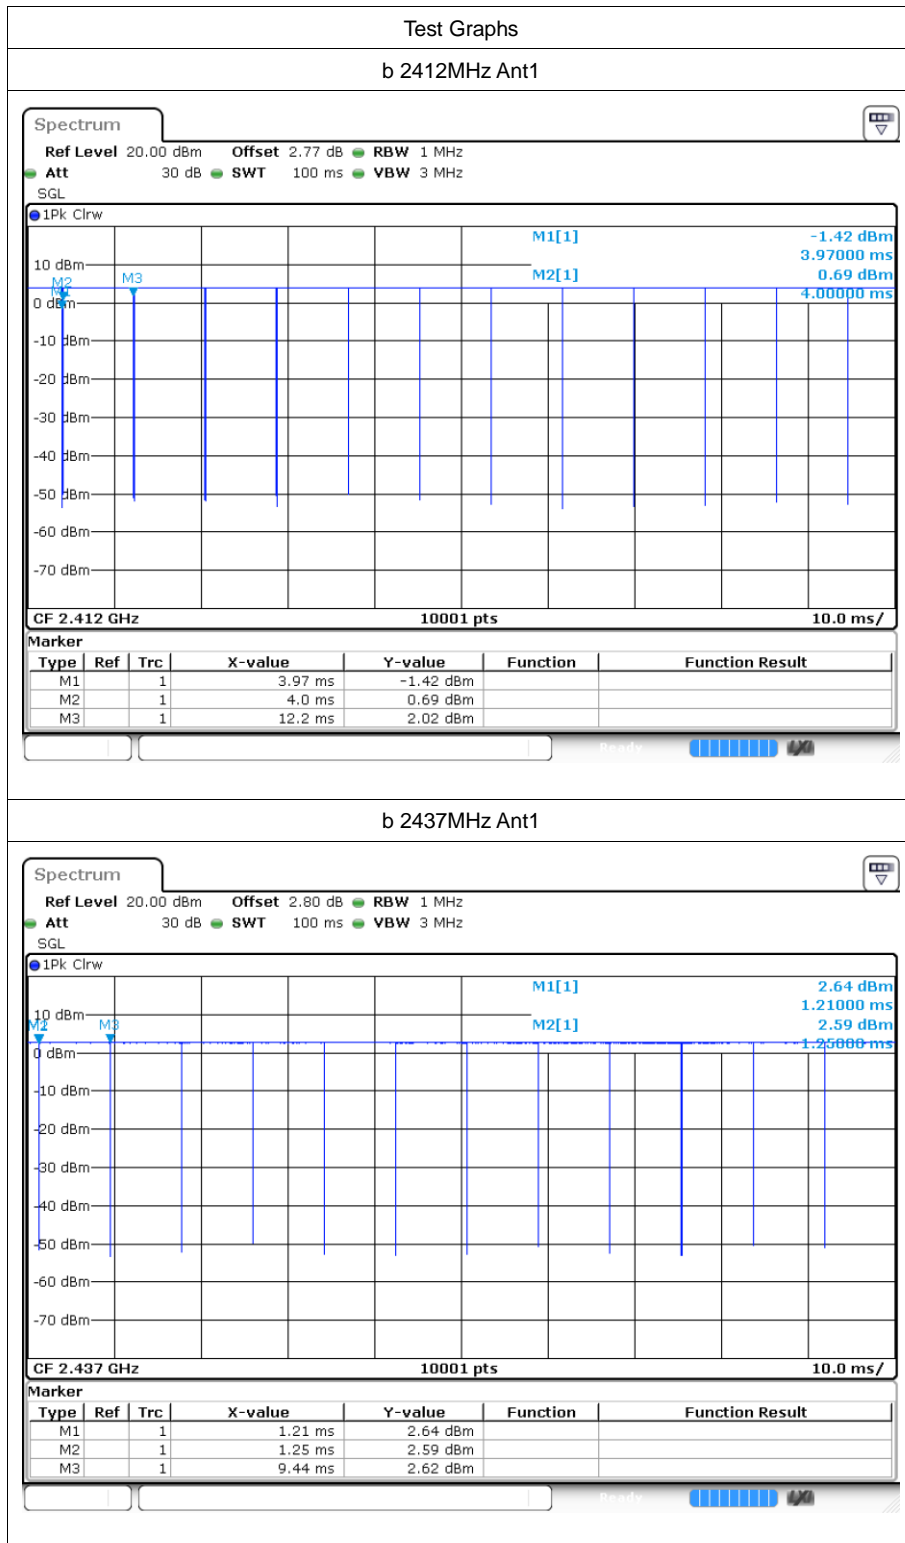 Test Graphs
b 2412MHz Ant1
Spectrum
Ref Level 20.00 dBm Offset 2.77 dB RBW 1 MHz
Att 30 dB SWT 100 ms VBW 3 MHz
SGL
1Pk Clrw
M1[1] -1.42 dBm
3.97000 ms
10 dBm
M2[1] 0.69 dBm
4.00000 ms
M2 M3
0 dBm
-10 dBm
-20 dBm
-30 dBm
-40 dBm
-50 dBm
-60 dBm
-70 dBm
CF 2.412 GHz 10001 pts 10.0 ms/
Marker
Type Ref Trc X-value Y-value Function Function Result
M1 1 3.97 ms -1.42 dBm
M2 1 4.0 ms 0.69 dBm
M3 1 12.2 ms 2.02 dBm
Ready
b 2437MHz Ant1
Spectrum
Ref Level 20.00 dBm Offset 2.80 dB RBW 1 MHz
Att 30 dB SWT 100 ms VBW 3 MHz
SGL
1Pk Clrw
M1[1] 2.64 dBm
1.21000 ms
10 dBm
M2[1] 2.59 dBm
1.25000 ms
M3
0 dBm
-10 dBm
-20 dBm
-30 dBm
-40 dBm
-50 dBm
-60 dBm
-70 dBm
CF 2.437 GHz 10001 pts 10.0 ms/
Marker
Type Ref Trc X-value Y-value Function Function Result
M1 1 1.21 ms 2.64 dBm
M2 1 1.25 ms 2.59 dBm
M3 1 9.44 ms 2.62 dBm
Ready